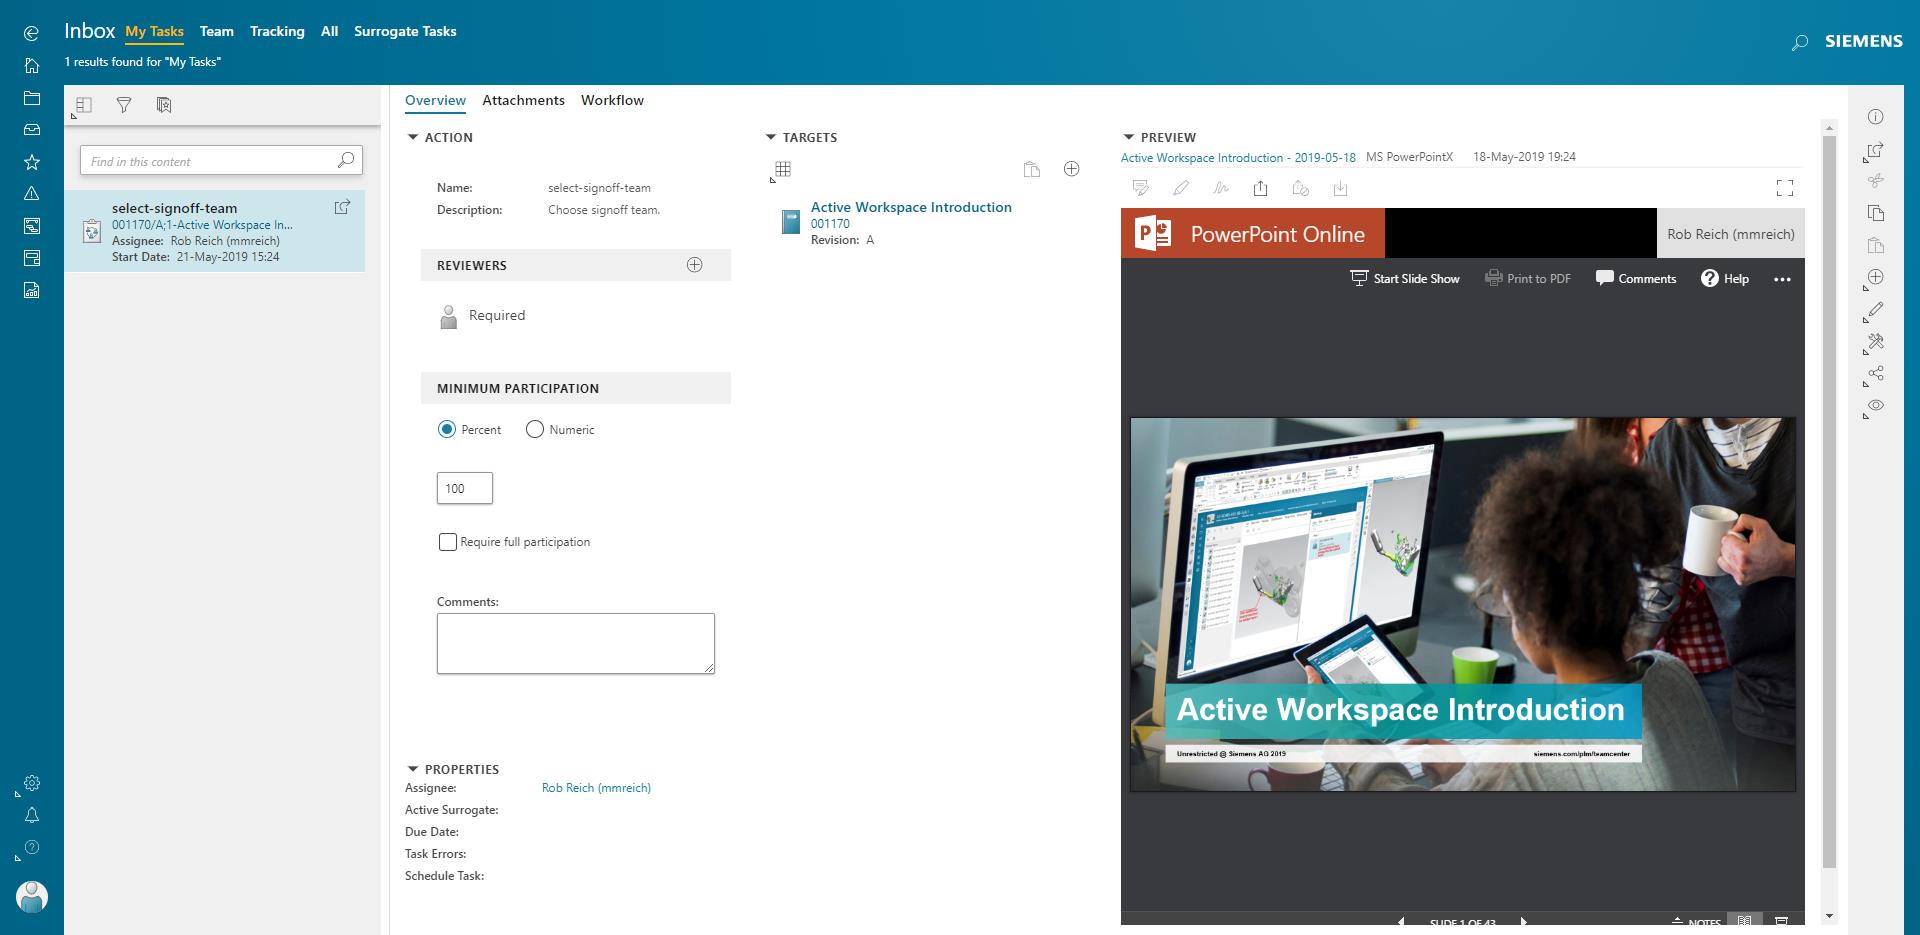 Inbox My Tasks Team Tracking All Surrogate Tasks
1 results found for "My Tasks"
SIEMENS
Find in this content
select-signoff-team
001170/A;1-Active Workspace In...
Assignee: Rob Reich (mmreich)
Start Date: 21-May-2019 15:24
Overview Attachments Workflow
ACTION
Name: select-signoff-team
Description: Choose signoff team.
REVIEWERS
Required
MINIMUM PARTICIPATION
Percent Numeric
100
Require full participation
Comments:
PROPERTIES
Assignee: Rob Reich (mmreich)
Active Surrogate:
Due Date:
Task Errors:
Schedule Task:
TARGETS
Active Workspace Introduction
001170
Revision: A
PREVIEW
Active Workspace Introduction - 2019-05-18 MS PowerPointX 18-May-2019 19:24
PowerPoint Online
Rob Reich (mmreich)
Start Slide Show Print to PDF Comments Help
Active Workspace Introduction
Unrestricted @ Siemens AG 2019 siemens.com/plm/teamcenter
SLIDE 1 OF 43 NOTES